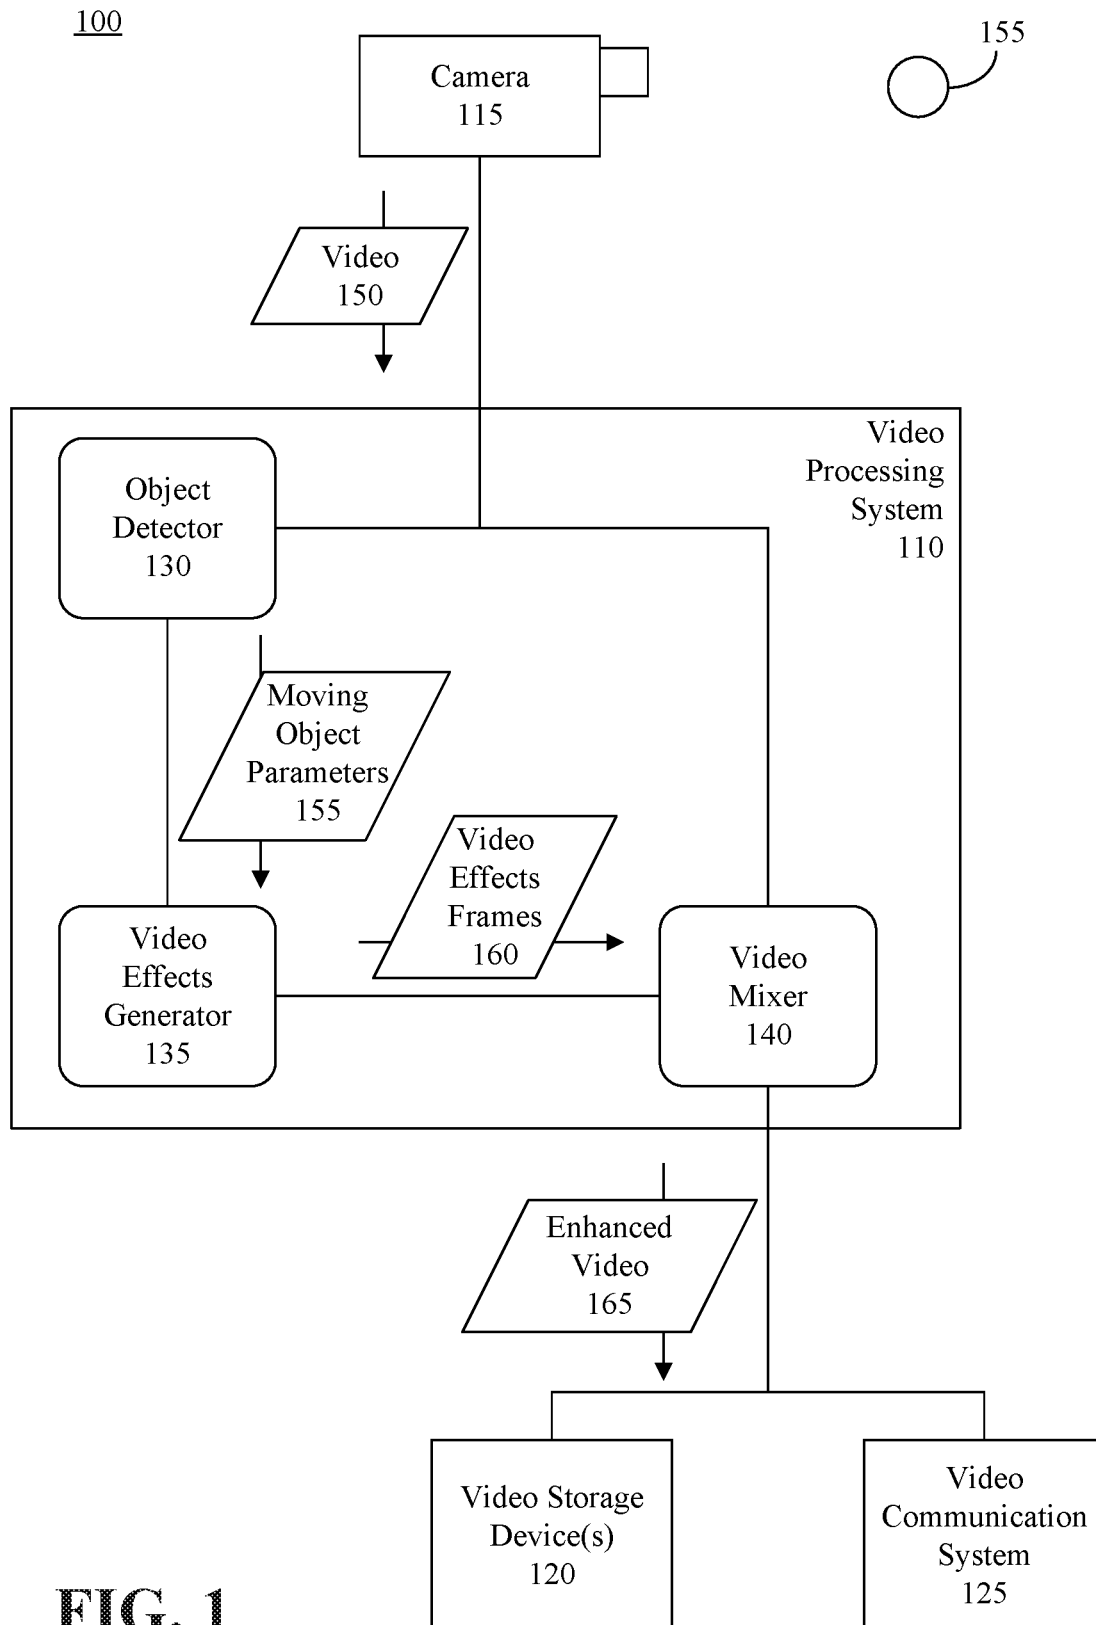 100
155
Camera
115
Video
150
Video
Processing
System
110
Object
Detector
130
Moving
Object
Parameters
155
Video
Effects
Frames
160
Video
Effects
Generator
135
Video
Mixer
140
Enhanced
Video
165
Video Storage
Device(s)
120
Video
Communication
System
125
FIG. 1